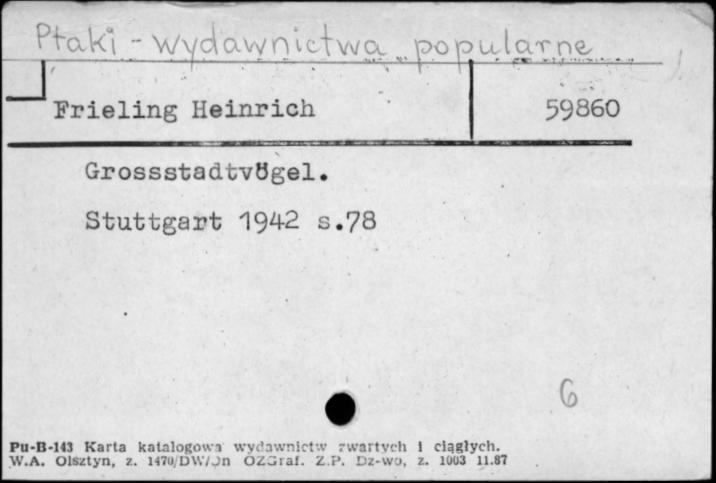 Ptaki - wydawnictwa popularne
Frieling Heinrich 59860
Grossstadtvögel.
Stuttgart 1942 s.78
6
Pu-B-143 Karta katalogowa wydawnictw zwartych i ciągłych.
W.A. Olsztyn, z. 1470/DW/Jn OZGraf. Z.P. Dz-wo, z. 1003 11.87